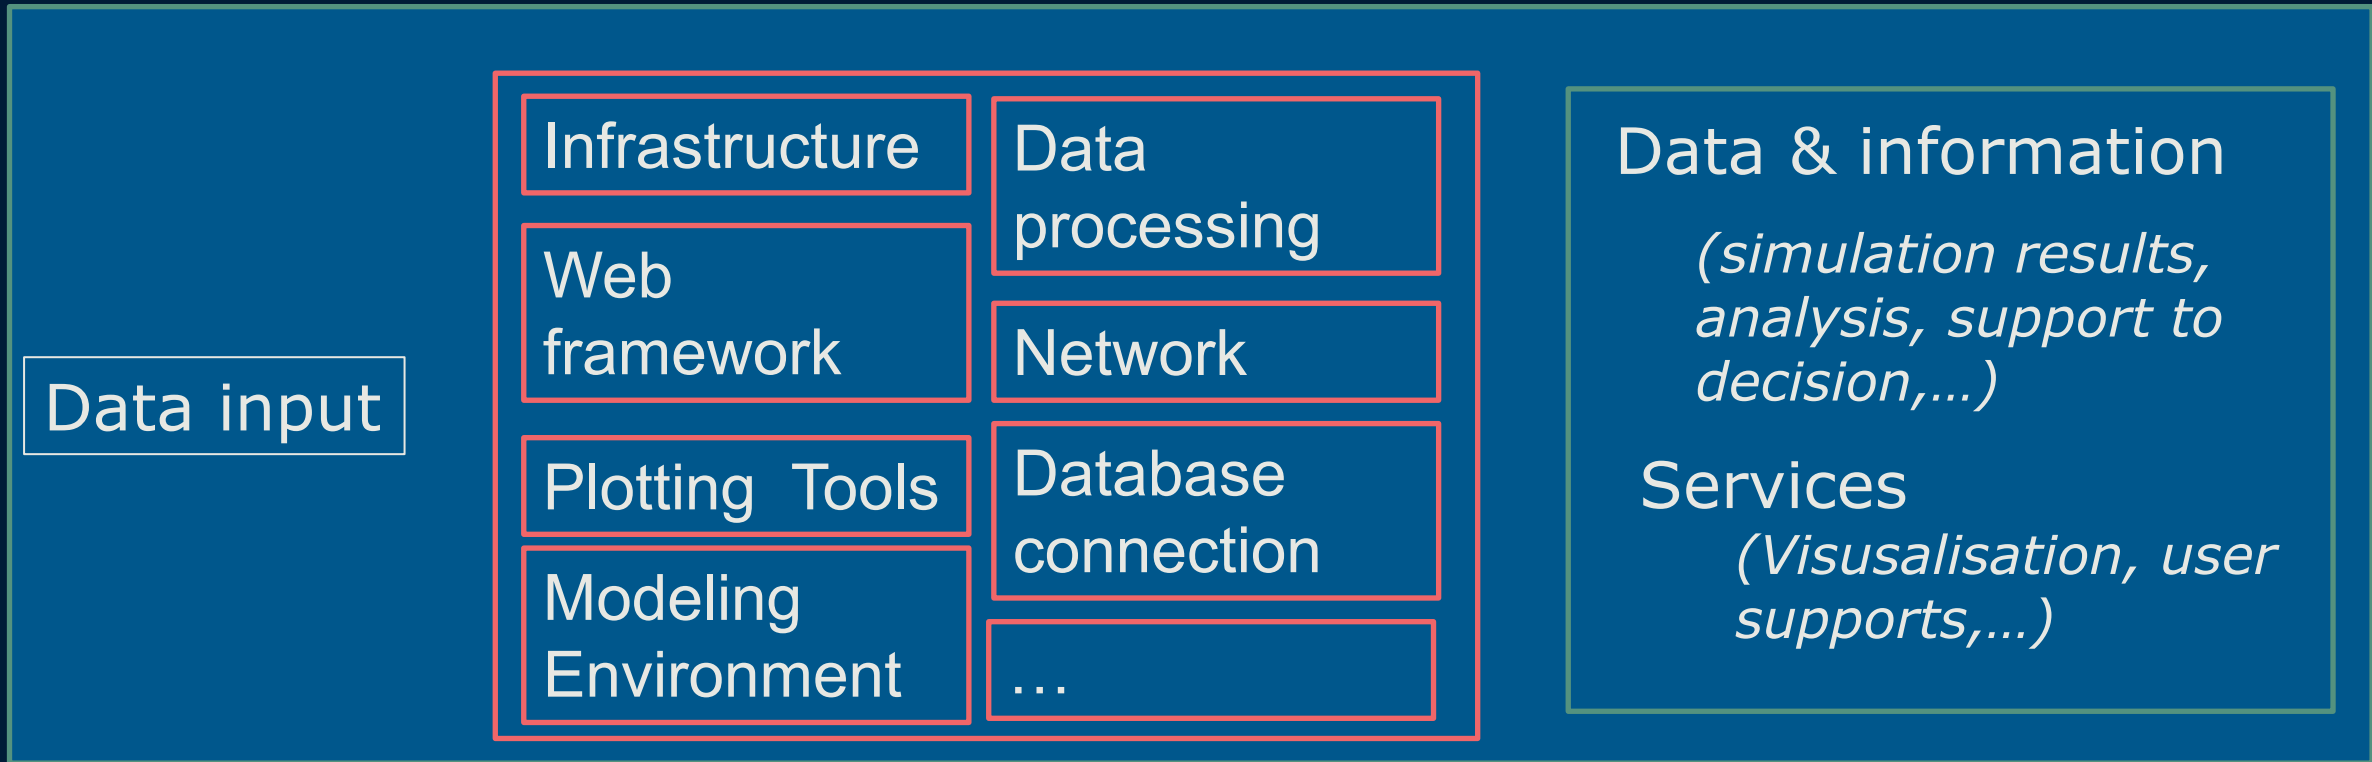 Data input
Infrastructure
Web
framework
Plotting Tools
Modeling
Environment
Data
processing
Network
Database
connection
...
Data & information
(simulation results,
analysis, support to
decision,...)
Services
(Visusalisation, user
supports,...)